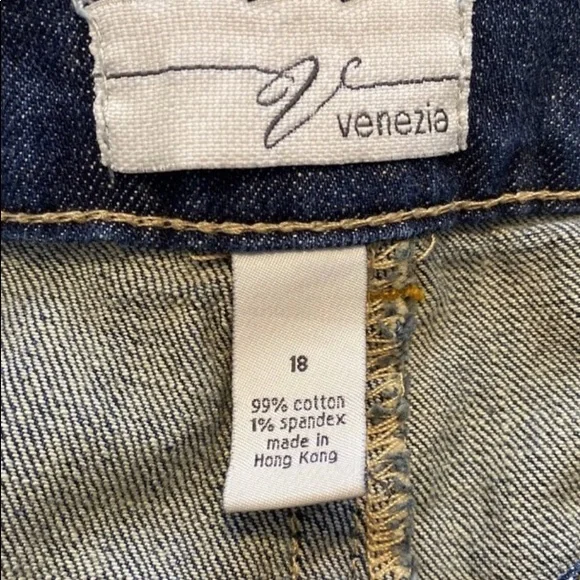 V
venezia
18
99% cotton
1% spandex
made in
Hong Kong